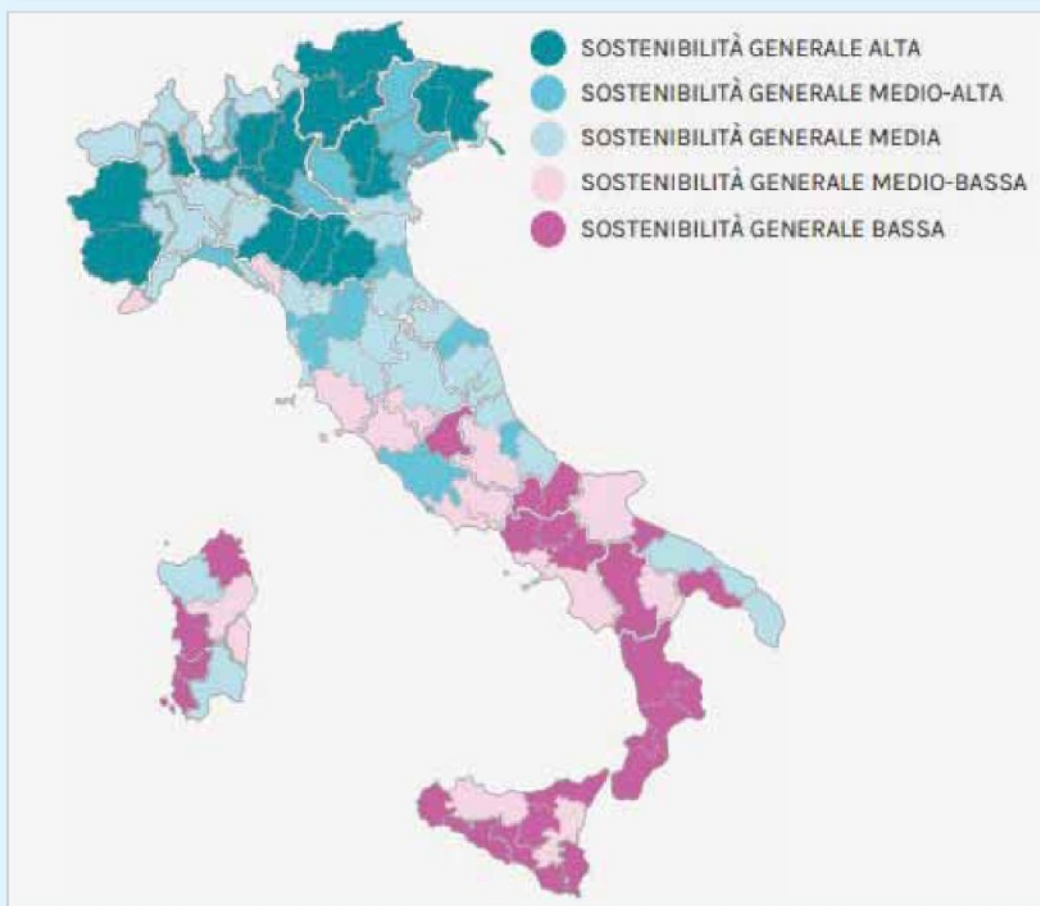 SOSTENIBILITÀ GENERALE ALTA
SOSTENIBILITÀ GENERALE MEDIO-ALTA
SOSTENIBILITÀ GENERALE MEDIA
SOSTENIBILITÀ GENERALE MEDIO-BASSA
SOSTENIBILITÀ GENERALE BASSA